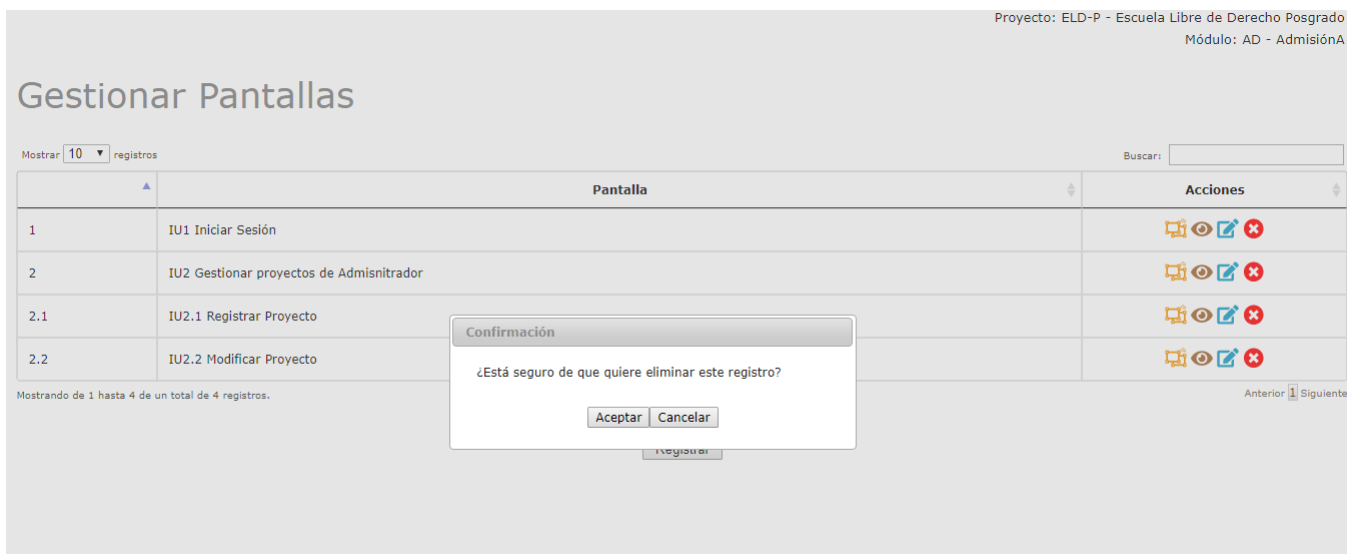 Proyecto: ELD-P - Escuela Libre de Derecho Posgrado
Módulo: AD - AdmisiónA
Gestionar Pantallas
Mostrar 10 registros
Buscar:
Pantalla Acciones
1 IU1 Iniciar Sesión
2 IU2 Gestionar proyectos de Admisnitrador
2.1 IU2.1 Registrar Proyecto
2.2 IU2.2 Modificar Proyecto
Confirmación
¿Está seguro de que quiere eliminar este registro?
Aceptar Cancelar
Mostrando de 1 hasta 4 de un total de 4 registros.
Anterior 1 Siguiente
Registrar